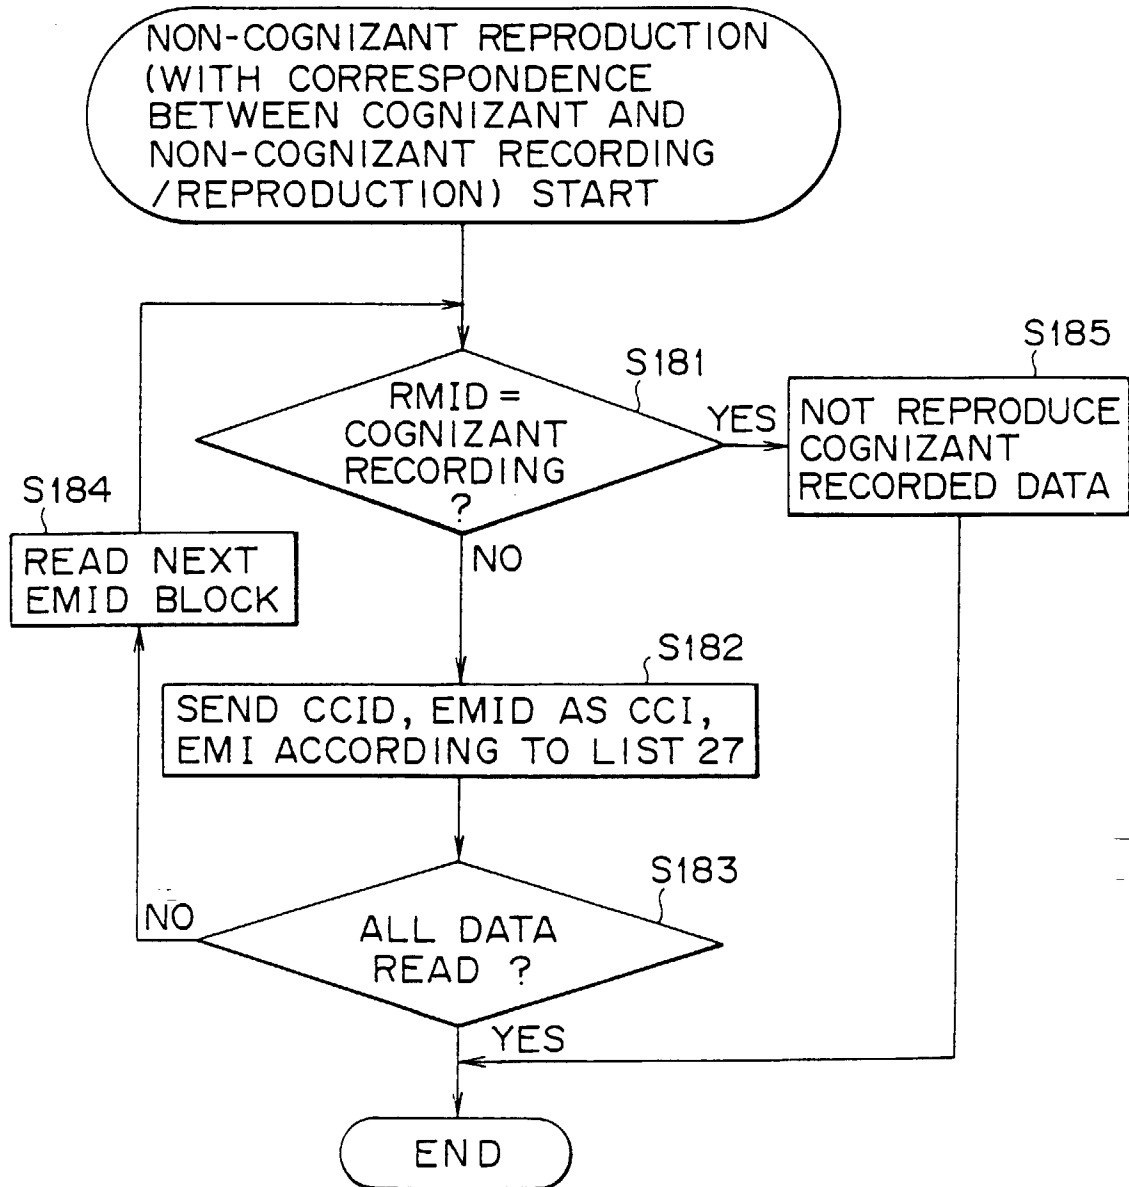 NON-COGNIZANT REPRODUCTION
(WITH CORRESPONDENCE
BETWEEN COGNIZANT AND
NON-COGNIZANT RECORDING
/REPRODUCTION) START
S181
RMID =
COGNIZANT
RECORDING
?
YES
NO
S185
NOT REPRODUCE
COGNIZANT
RECORDED DATA
S184
READ NEXT
EMID BLOCK
S182
SEND CCID, EMID AS CCI,
EMI ACCORDING TO LIST 27
S183
ALL DATA
READ ?
NO
YES
END